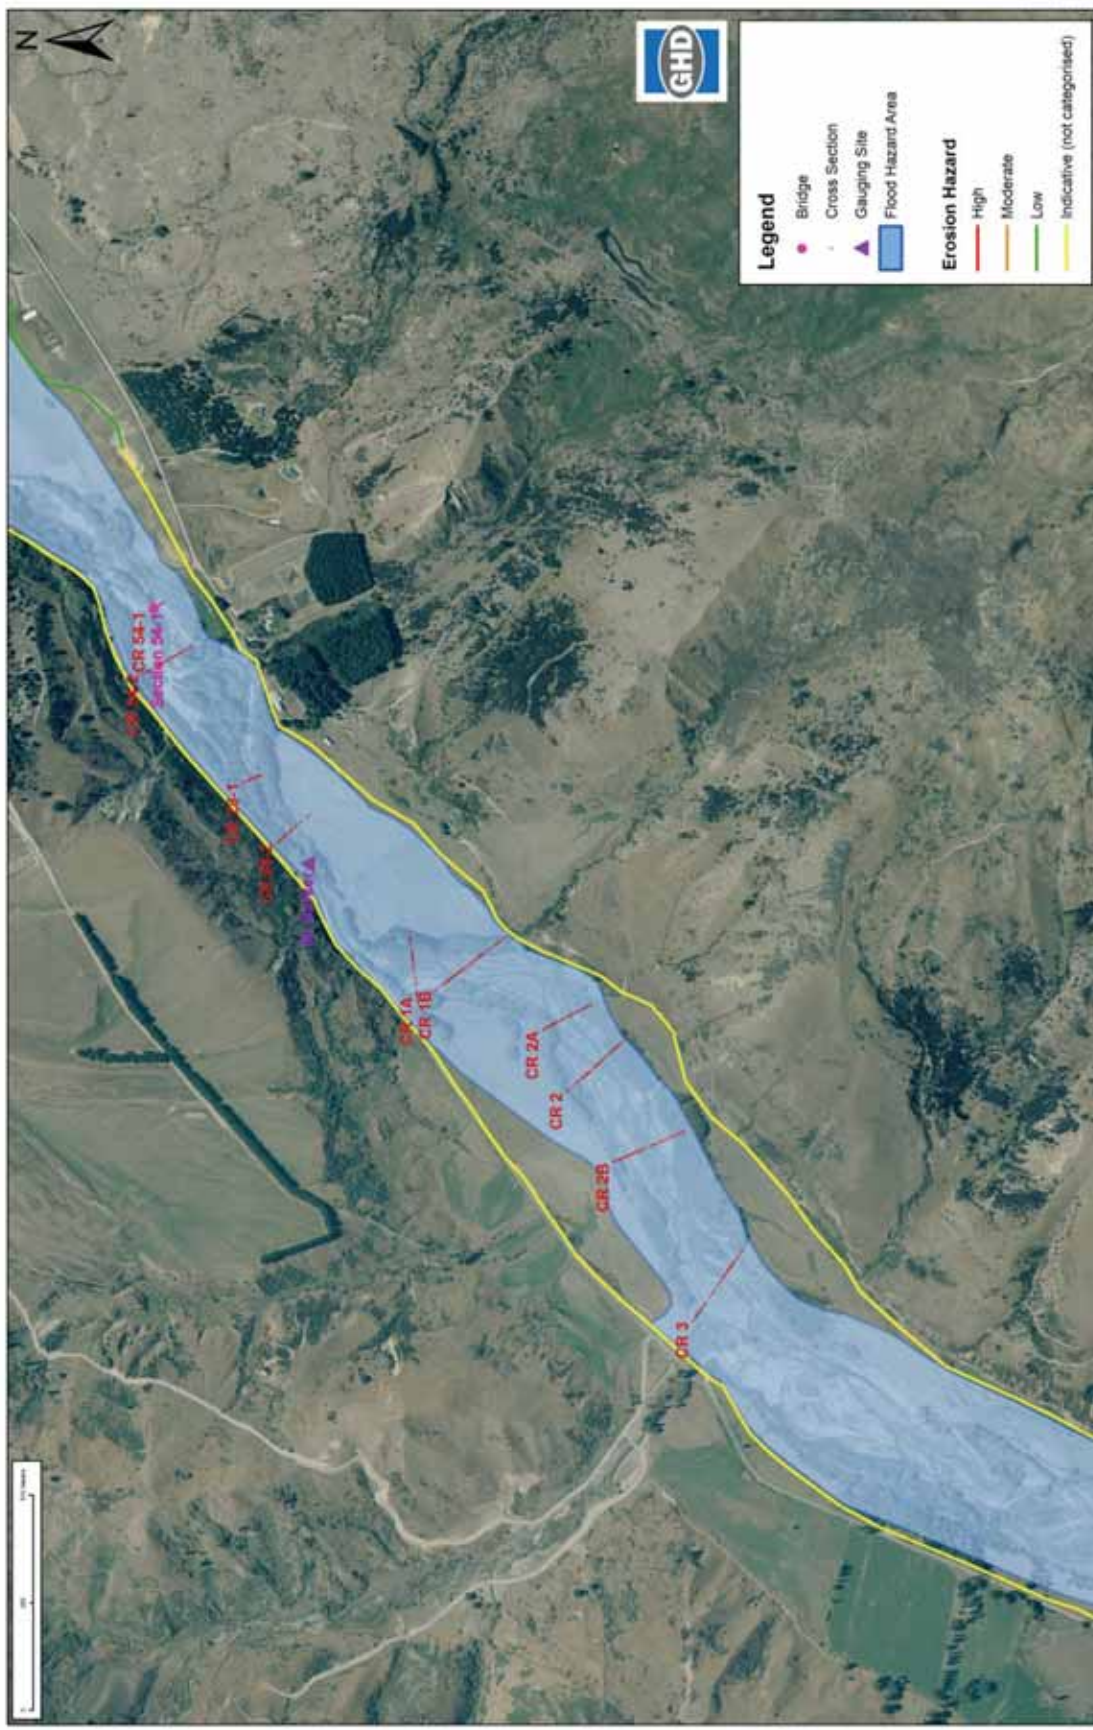 N
GHD
Legend
Bridge
Cross Section
Gauging Site
Flood Hazard Area
Erosion Hazard
High
Moderate
Low
Indicative (not categorised)
CR 54-1
Section 54-1
CR 1A
CR 1B
CR 2A
CR 2
CR 2B
CR 3